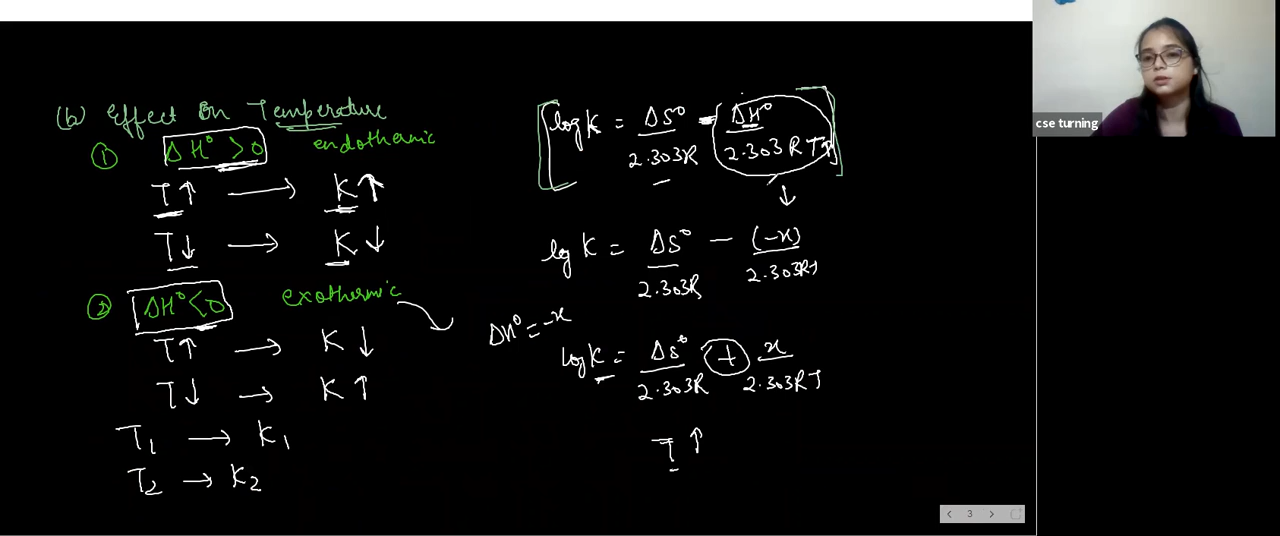 (b) Effect On Temperature
① ΔH° > 0 endothermic
T↑ → K↑
T↓ → K↓
② ΔH° < 0 exothermic
T↑ → K↓
T↓ → K↑
T₁ → K₁
T₂ → K₂
log K = ΔS°/2.303R - ΔH°/2.303RT
log K = ΔS°/2.303R - (-x)/2.303RT
ΔH° = -x
log K = ΔS°/2.303R + x/2.303RT
T↑
cse turning
3